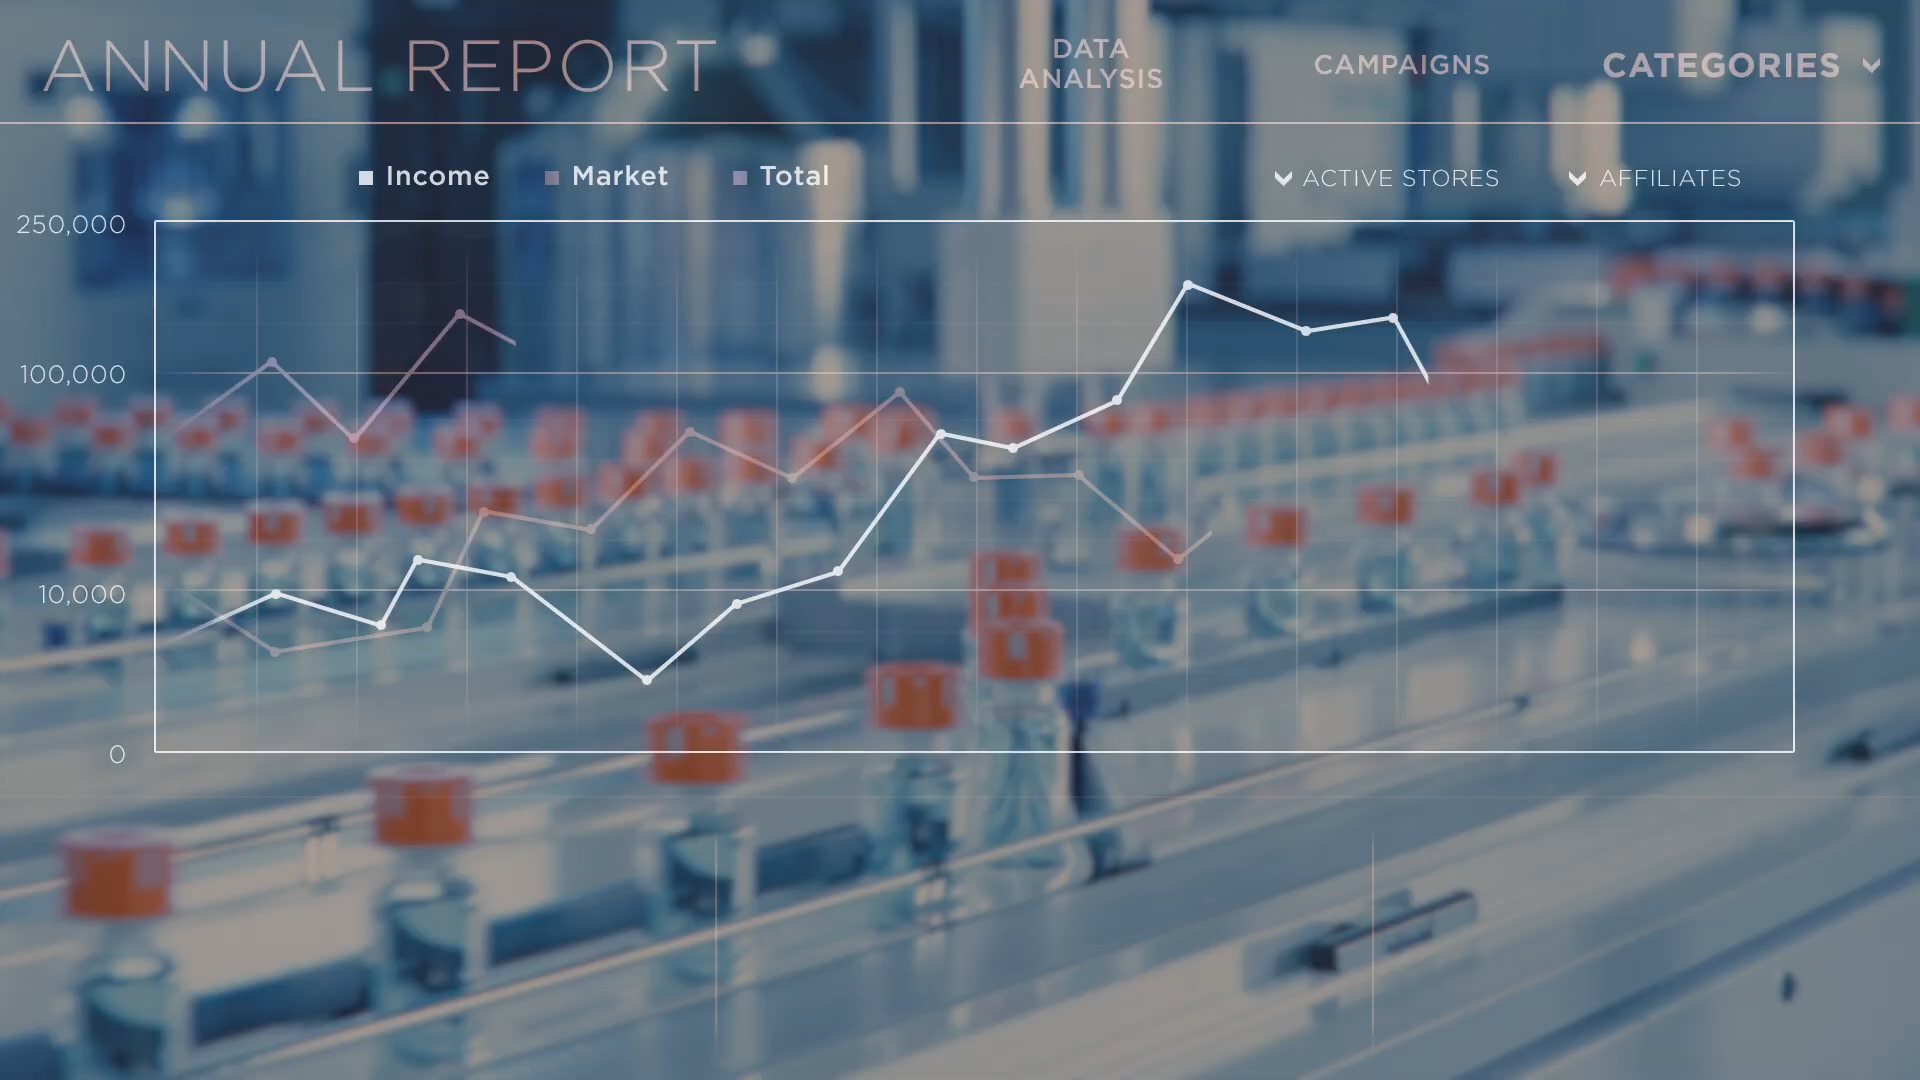 ANNUAL REPORT
DATA
ANALYSIS
CAMPAIGNS
CATEGORIES
Income
Market
Total
ACTIVE STORES
AFFILIATES
250,000
100,000
10,000
0